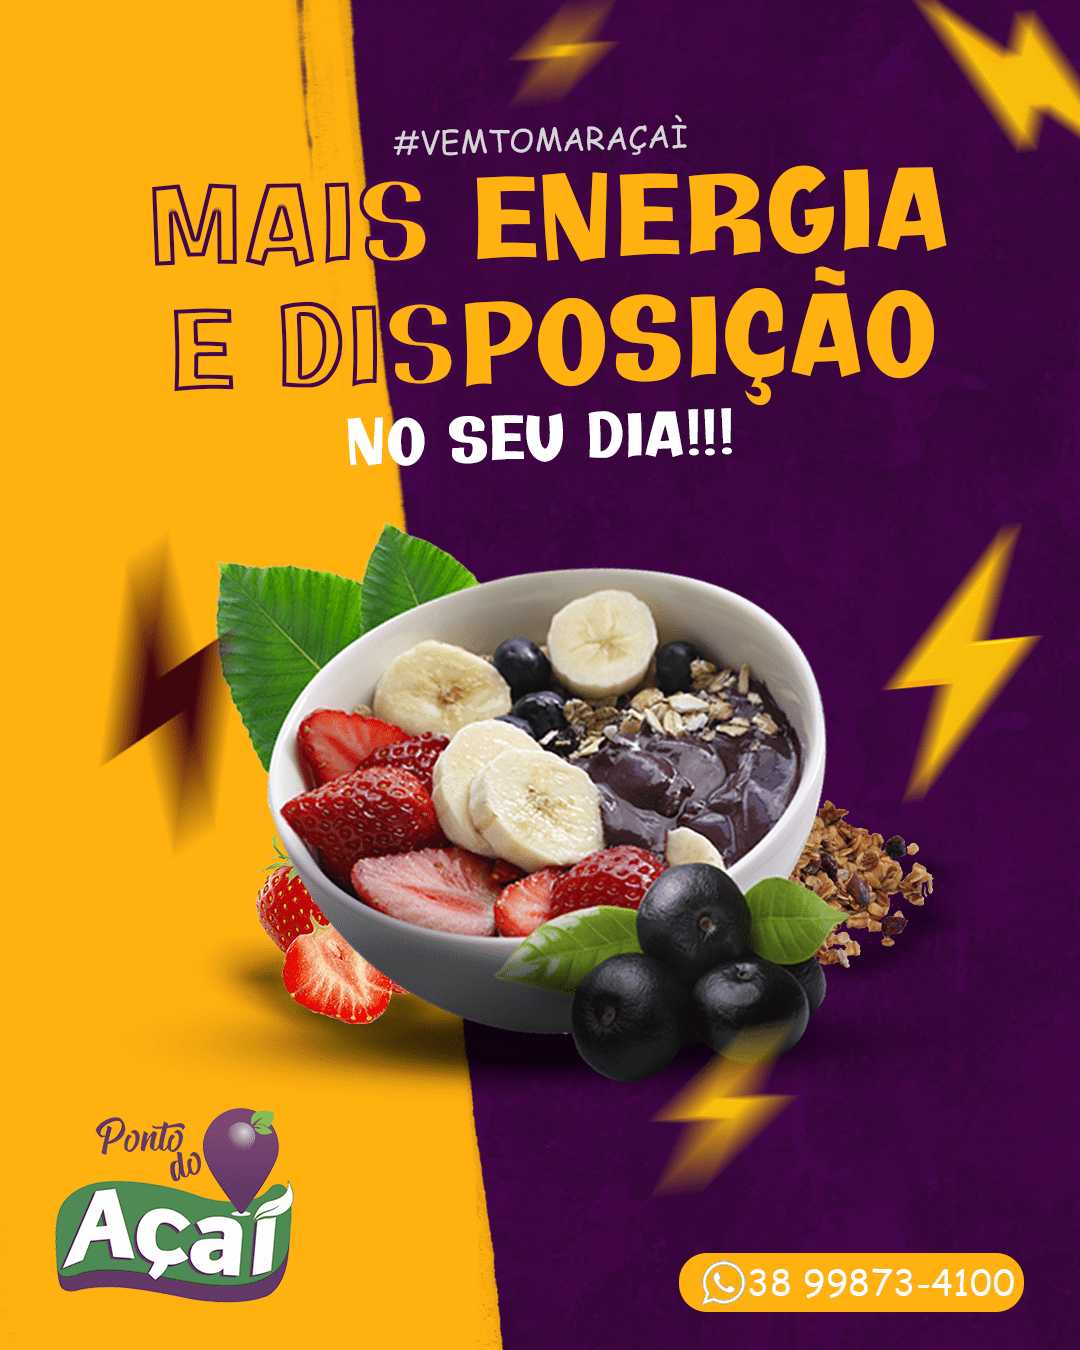 #VEMTOMARAÇAÌ
MAIS ENERGIA
E DISPOSIÇÃO
NO SEU DIA!!!
Ponto
do
Açaí
38 99873-4100